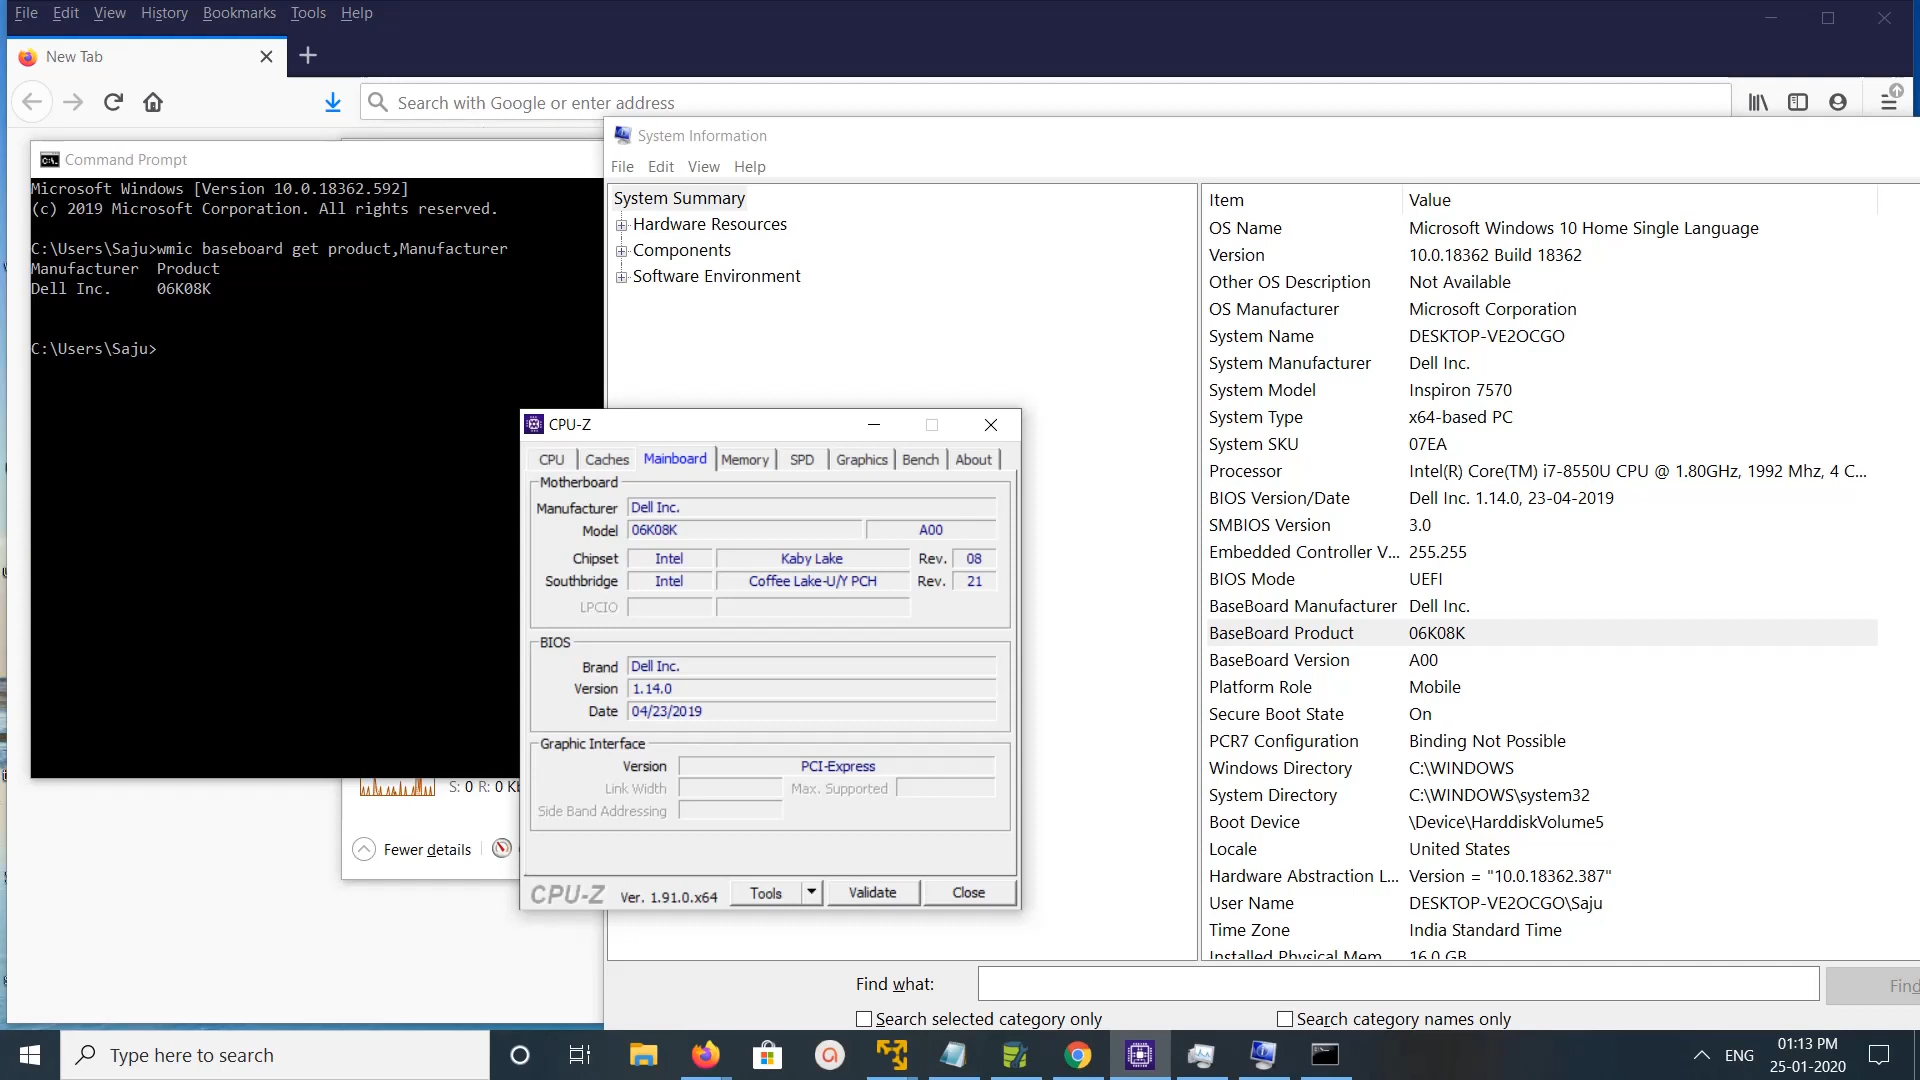 File Edit View History Bookmarks Tools Help
New Tab
Search with Google or enter address
Command Prompt
Microsoft Windows [Version 10.0.18362.592]
(c) 2019 Microsoft Corporation. All rights reserved.
C:\Users\Saju>wmic baseboard get product,Manufacturer
Manufacturer Product
Dell Inc. 06K08K
C:\Users\Saju>
S: 0 R: 0 Kb
Fewer details
System Information
File Edit View Help
System Summary
Hardware Resources
Components
Software Environment
Item Value
OS Name Microsoft Windows 10 Home Single Language
Version 10.0.18362 Build 18362
Other OS Description Not Available
OS Manufacturer Microsoft Corporation
System Name DESKTOP-VE2OCGO
System Manufacturer Dell Inc.
System Model Inspiron 7570
System Type x64-based PC
System SKU 07EA
Processor Intel(R) Core(TM) i7-8550U CPU @ 1.80GHz, 1992 Mhz, 4 C...
BIOS Version/Date Dell Inc. 1.14.0, 23-04-2019
SMBIOS Version 3.0
Embedded Controller V... 255.255
BIOS Mode UEFI
BaseBoard Manufacturer Dell Inc.
BaseBoard Product 06K08K
BaseBoard Version A00
Platform Role Mobile
Secure Boot State On
PCR7 Configuration Binding Not Possible
Windows Directory C:\WINDOWS
System Directory C:\WINDOWS\system32
Boot Device \Device\HarddiskVolume5
Locale United States
Hardware Abstraction L... Version = "10.0.18362.387"
User Name DESKTOP-VE2OCGO\Saju
Time Zone India Standard Time
Installed Physical Mem 16.0 GB
Find what:
Find
Search selected category only
Search category names only
CPU-Z
CPU Caches Mainboard Memory SPD Graphics Bench About
Motherboard
Manufacturer Dell Inc.
Model 06K08K A00
Chipset Intel Kaby Lake Rev. 08
Southbridge Intel Coffee Lake-U/Y PCH Rev. 21
LPCIO
BIOS
Brand Dell Inc.
Version 1.14.0
Date 04/23/2019
Graphic Interface
Version PCI-Express
Link Width Max. Supported
Side Band Addressing
CPU-Z Ver. 1.91.0.x64 Tools Validate Close
Type here to search
ENG
01:13 PM
25-01-2020